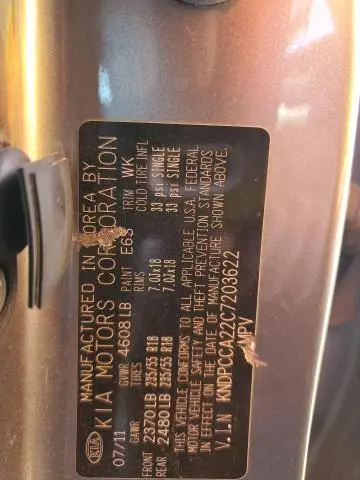 KIA
MANUFACTURED IN KOREA BY
KIA MOTORS CORPORATION
07/11 GVWR 4608LB PAINT E6S TRIM WK
TIRES RIMS COLD TIRE INFL
FRONT 2370LB 235/55 R18 7.0JX18 33 psi SINGLE
REAR 2480LB 235/55 R18 7.0JX18 33 psi SINGLE
THIS VEHICLE CONFORMS TO ALL APPLICABLE U.S.A. FEDERAL
MOTOR VEHICLE SAFETY AND THEFT PREVENTION STANDARDS
IN EFFECT ON THE DATE OF MANUFACTURE SHOWN ABOVE.
V.I.N KNDPCCA22C7203622
MPV